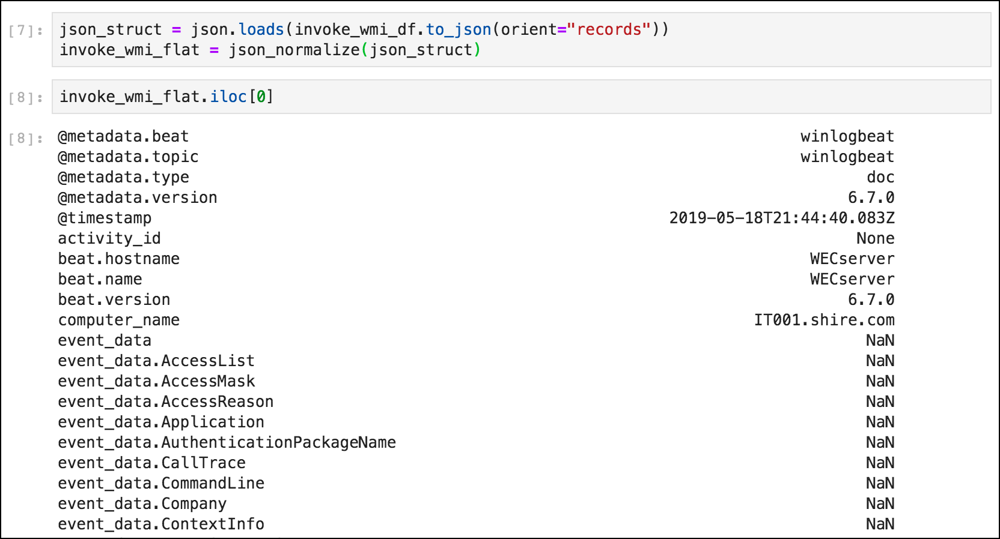 [7]: json_struct = json.loads(invoke_wmi_df.to_json(orient="records"))
invoke_wmi_flat = json_normalize(json_struct)
[8]: invoke_wmi_flat.iloc[0]
[8]: @metadata.beat winlogbeat
@metadata.topic winlogbeat
@metadata.type doc
@metadata.version 6.7.0
@timestamp 2019-05-18T21:44:40.083Z
activity_id None
beat.hostname WECserver
beat.name WECserver
beat.version 6.7.0
computer_name IT001.shire.com
event_data NaN
event_data.AccessList NaN
event_data.AccessMask NaN
event_data.AccessReason NaN
event_data.Application NaN
event_data.AuthenticationPackageName NaN
event_data.CallTrace NaN
event_data.CommandLine NaN
event_data.Company NaN
event_data.ContextInfo NaN